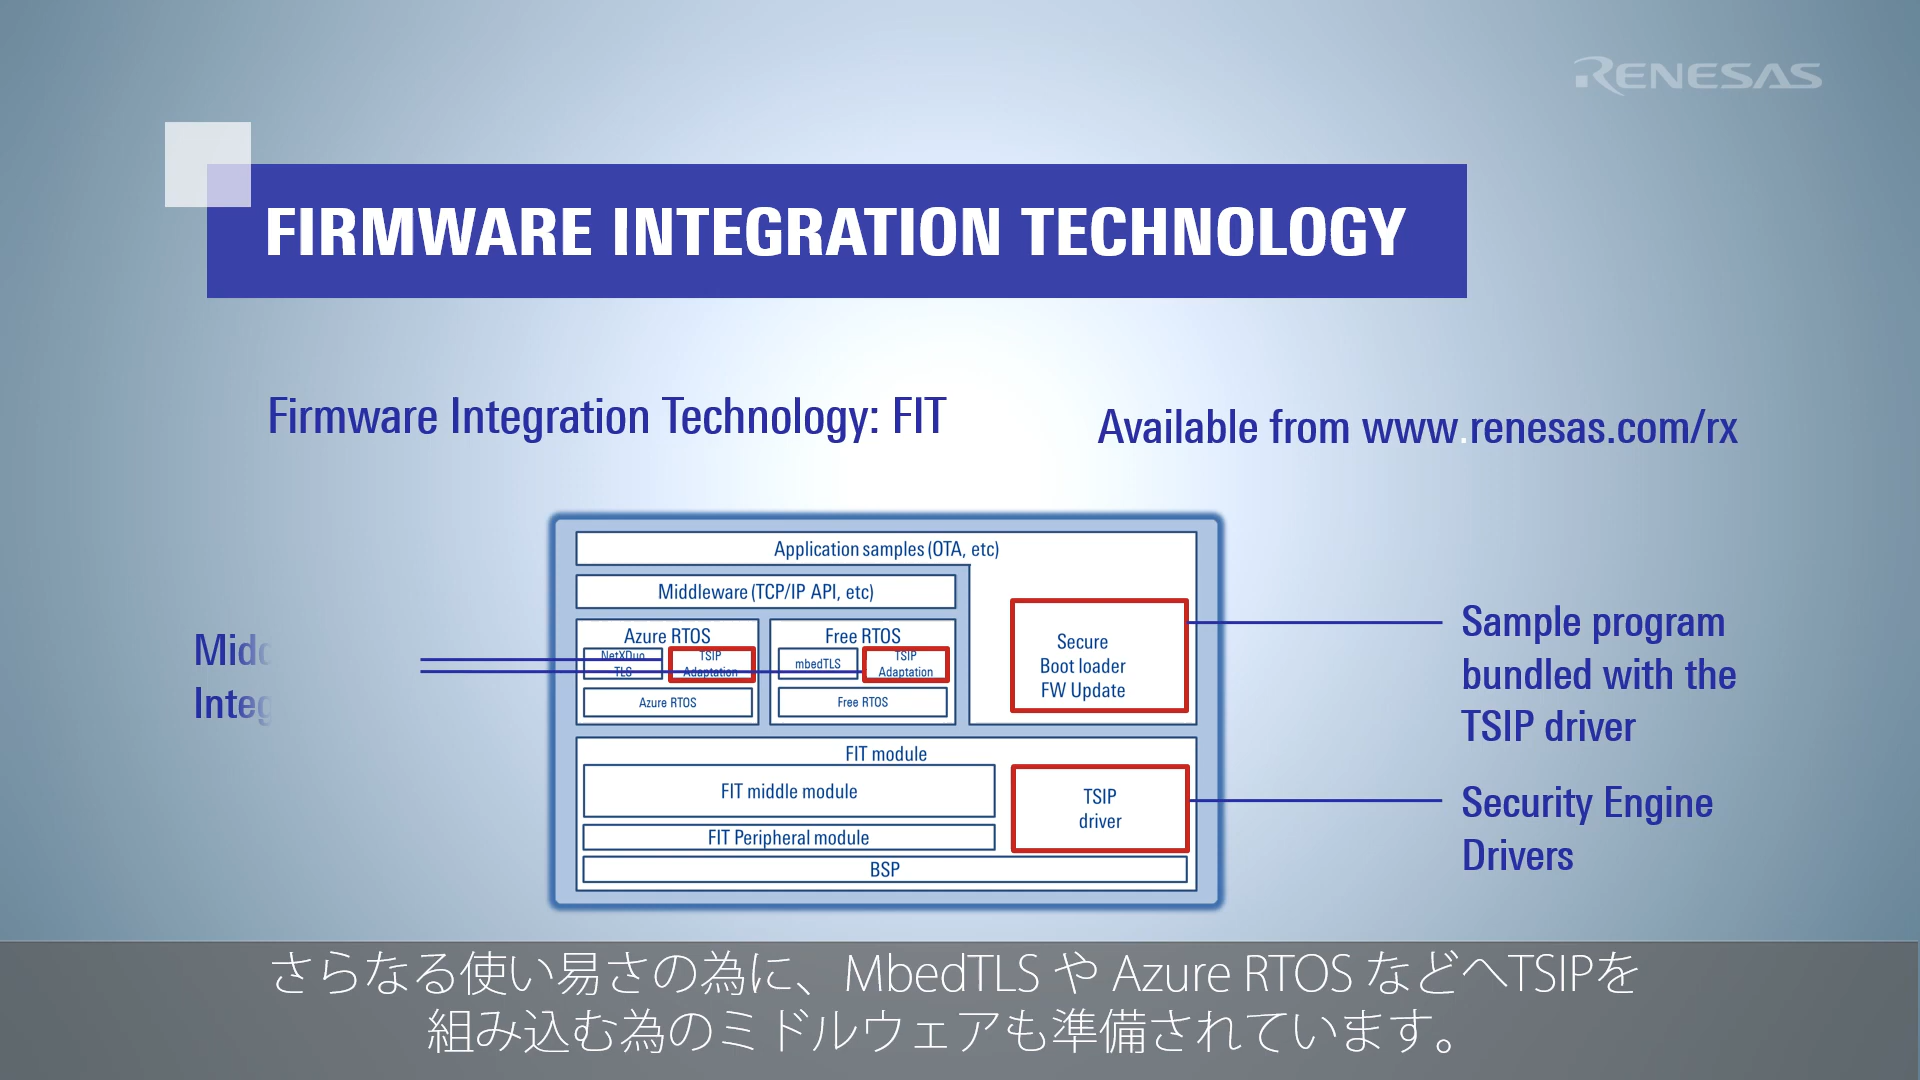 RENESAS
FIRMWARE INTEGRATION TECHNOLOGY
Firmware Integration Technology: FIT
Available from www.renesas.com/rx
Application samples (OTA, etc)
Middleware (TCP/IP API, etc)
Azure RTOS
NetXDuo
TLS
TSIP
Adaptation
Azure RTOS
Free RTOS
mbedTLS
TSIP
Adaptation
Free RTOS
Secure
Boot loader
FW Update
FIT module
FIT middle module
FIT Peripheral module
TSIP
driver
BSP
Sample program
bundled with the
TSIP driver
Security Engine
Drivers
さらなる使い易さの為に、MbedTLS や Azure RTOS などへTSIPを
組み込む為のミドルウェアも準備されています。